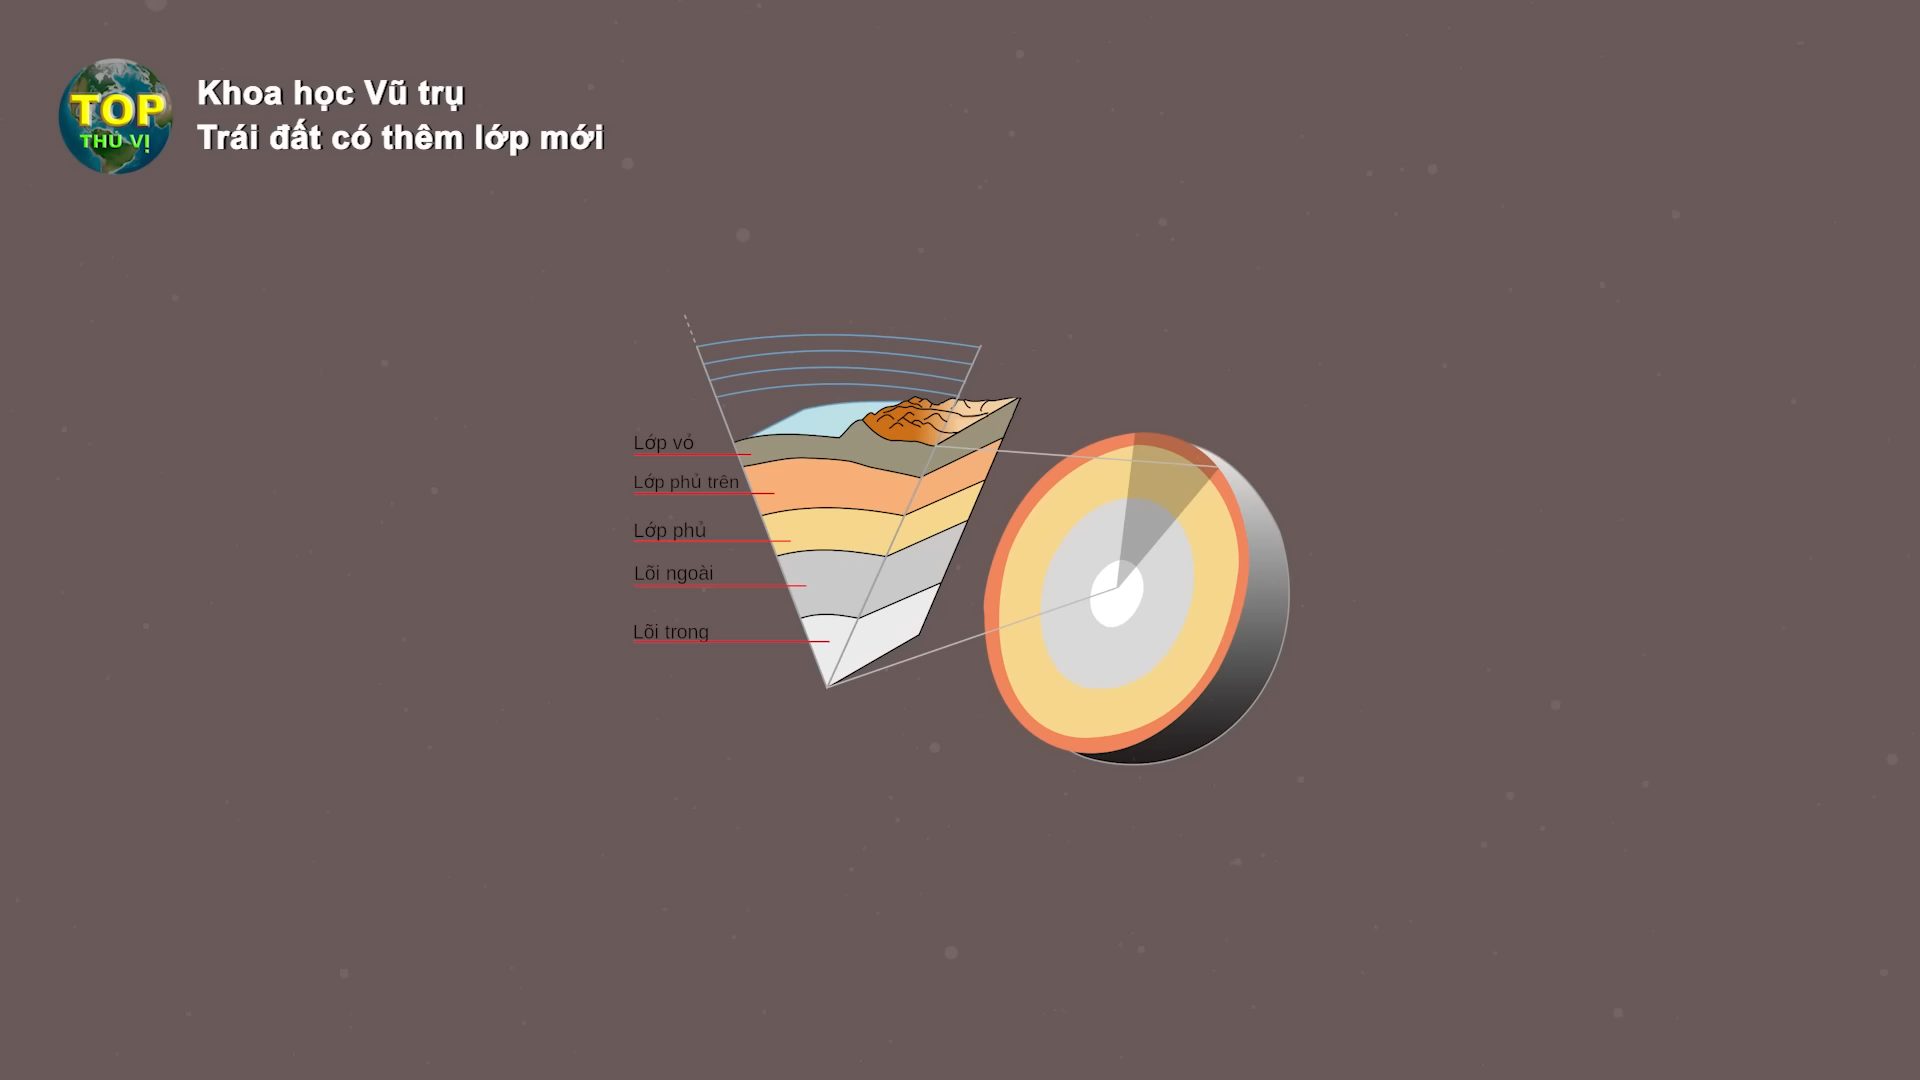 TOP
THÚ VỊ
Khoa học Vũ trụ
Trái đất có thêm lớp mới
Lớp vỏ
Lớp phủ trên
Lớp phủ
Lõi ngoài
Lõi trong